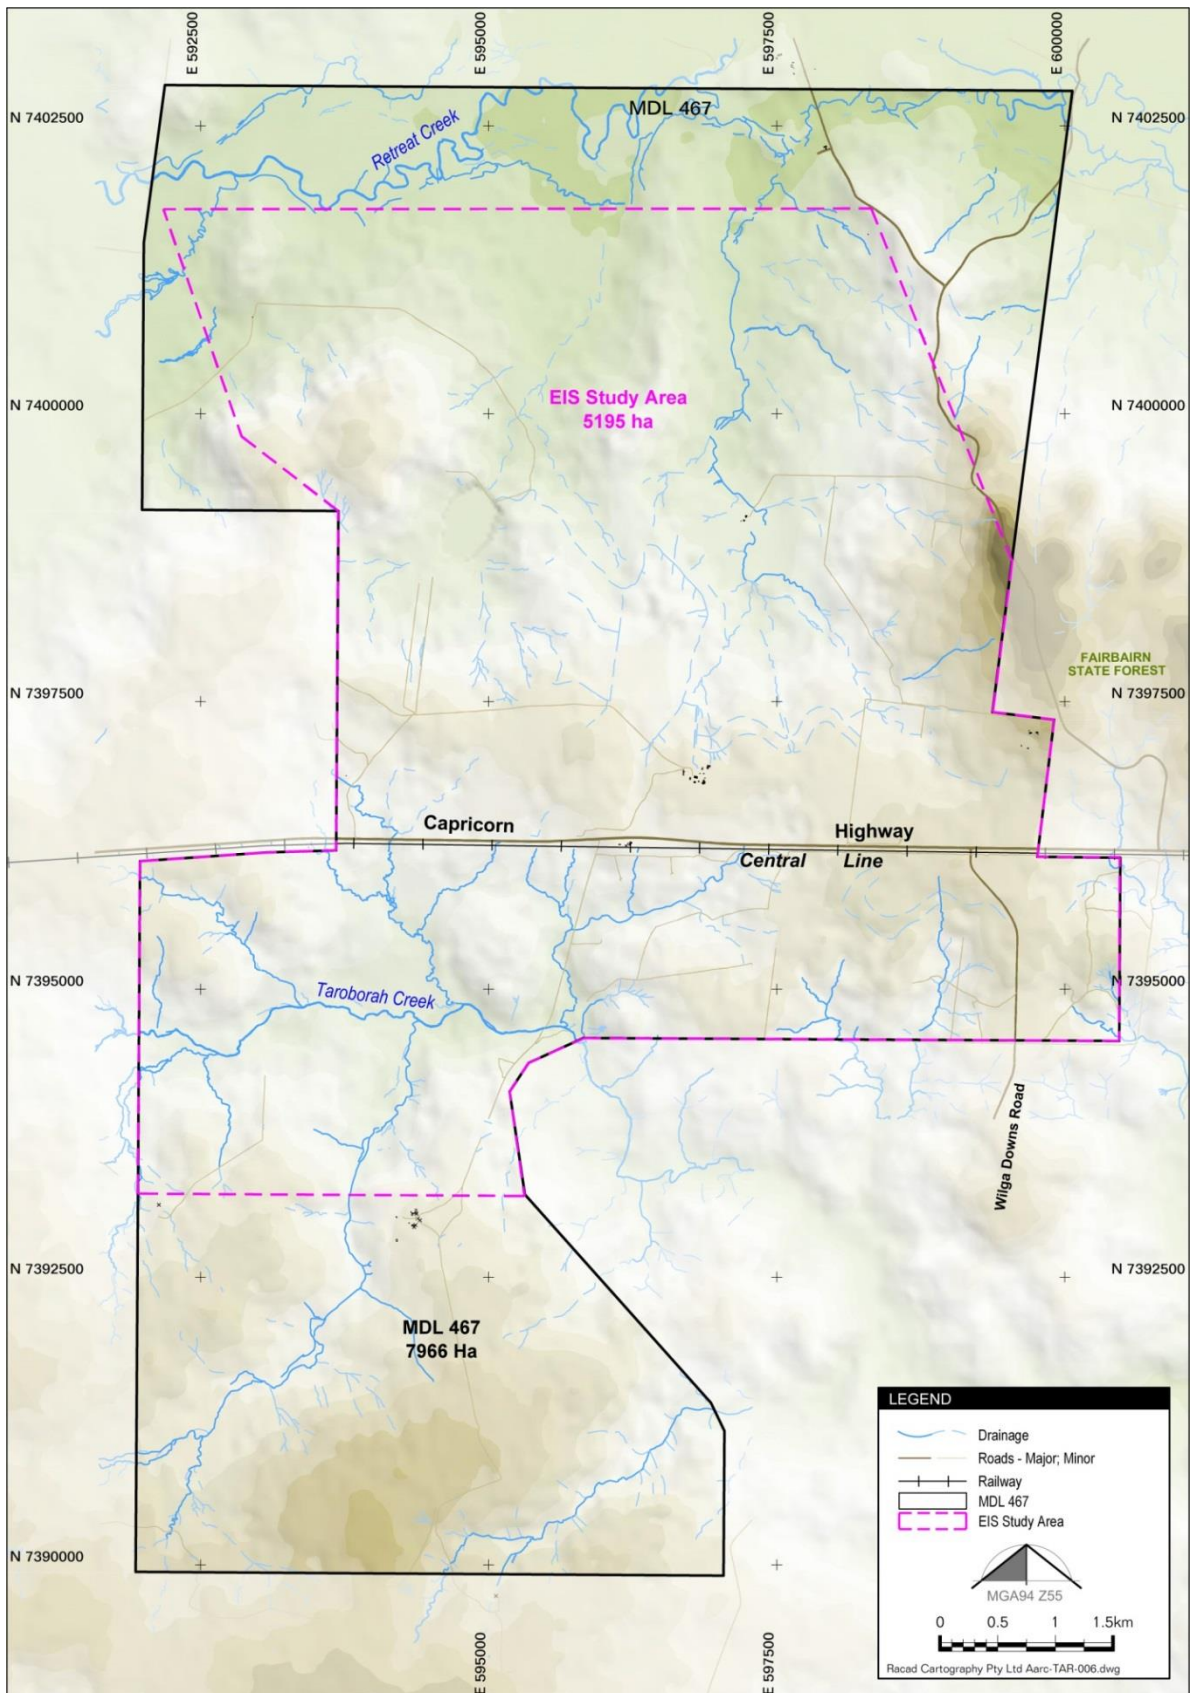 E 592500
E 595000
E 597500
E 600000
N 7402500
MDL 467
N 7402500
Retreat Creek
N 7400000
EIS Study Area
5195 ha
N 7400000
FAIRBAIRN
STATE FOREST
N 7397500
N 7397500
Capricorn Highway
Central Line
N 7395000
Taroborah Creek
N 7395000
Wilga Downs Road
N 7392500
N 7392500
MDL 467
7966 Ha
N 7390000
E 595000
E 597500
LEGEND
Drainage
Roads - Major; Minor
Railway
MDL 467
EIS Study Area
MGA94 Z55
0 0.5 1 1.5km
Racad Cartography Pty Ltd Aarc-TAR-006.dwg